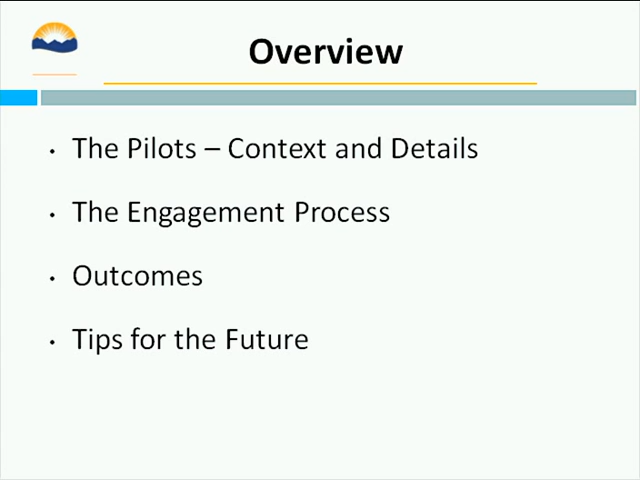 Overview
• The Pilots – Context and Details
• The Engagement Process
• Outcomes
• Tips for the Future